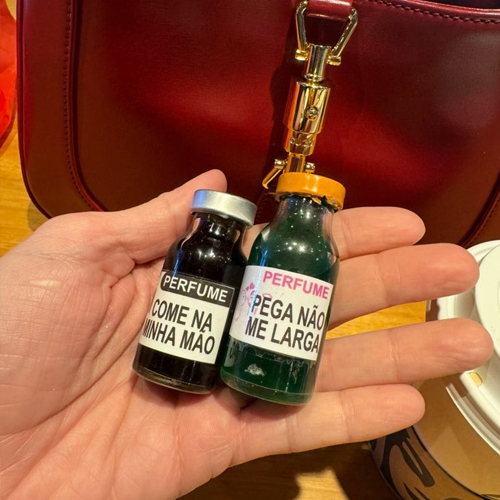 PERFUME
COME NA
MINHA MÃO
PERFUME
PEGA NÃO
ME LARGA